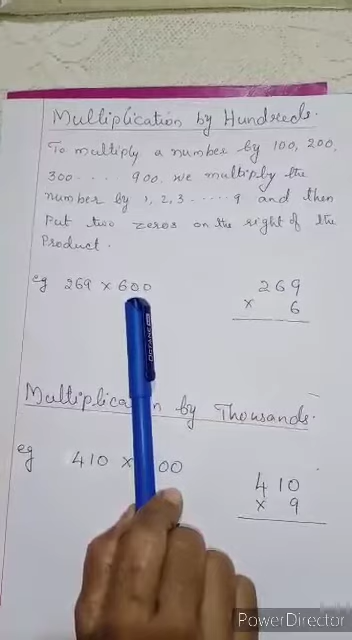 Multiplication by Hundreds.
To multiply a number by 100, 200,
300 ..... 900, we multiply the
number by 1, 2, 3 ..... 9 and then
Put two zeros on the right of the
Product.
eg 269 × 600
269
× 6
Multiplication by Thousands.
eg 410 × 00
410
× 9
OCTANE
PowerDirector